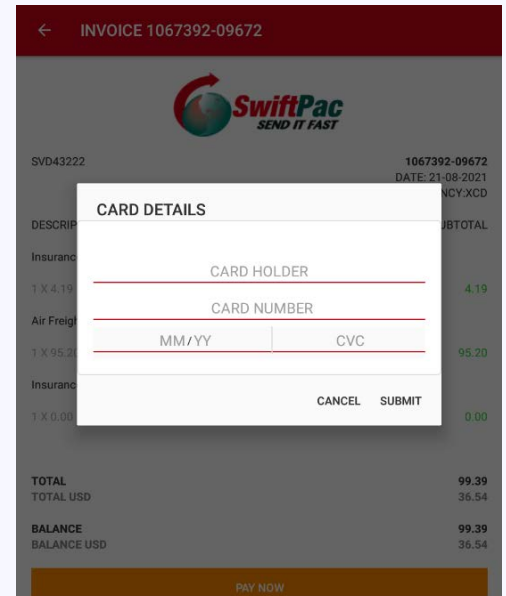 INVOICE 1067392-09672
SwiftPac
SEND IT FAST
SVD43222
1067392-09672
DATE: 21-08-2021
NCY:XCD
DESCRIP
UBTOTAL
CARD DETAILS
CARD HOLDER
CARD NUMBER
MM/YY CVC
CANCEL SUBMIT
Insuranc
1 X 4.19 4.19
Air Freigh
1 X 95.20 95.20
Insuranc
1 X 0.00 0.00
TOTAL 99.39
TOTAL USD 36.54
BALANCE 99.39
BALANCE USD 36.54
PAY NOW